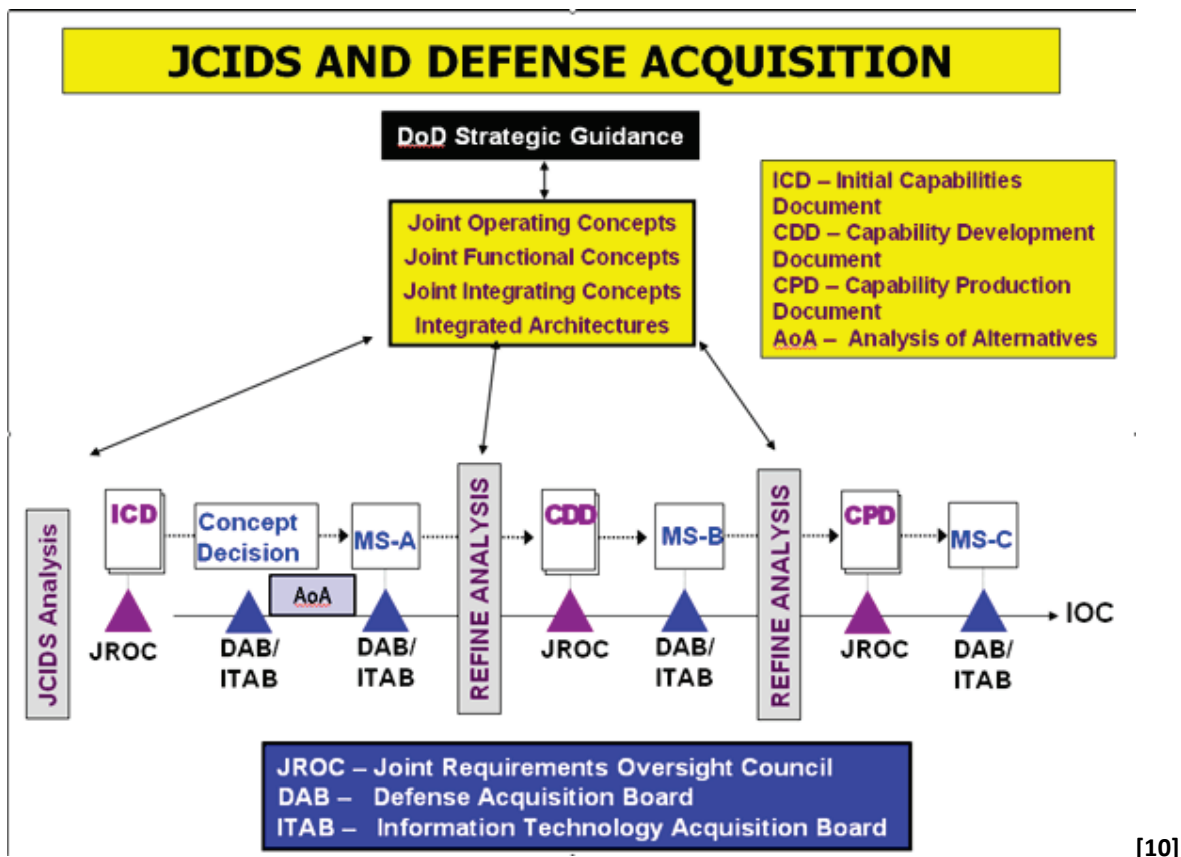 JCIDS AND DEFENSE ACQUISITION
DoD Strategic Guidance
Joint Operating Concepts
Joint Functional Concepts
Joint Integrating Concepts
Integrated Architectures
ICD – Initial Capabilities
Document
CDD – Capability Development
Document
CPD – Capability Production
Document
AoA – Analysis of Alternatives
JCIDS Analysis
ICD
Concept
Decision
MS-A
REFINE ANALYSIS
CDD
MS-B
REFINE ANALYSIS
CPD
MS-C
AoA
IOC
JROC
DAB/
ITAB
DAB/
ITAB
JROC
DAB/
ITAB
JROC
DAB/
ITAB
JROC – Joint Requirements Oversight Council
DAB – Defense Acquisition Board
ITAB – Information Technology Acquisition Board
[10]